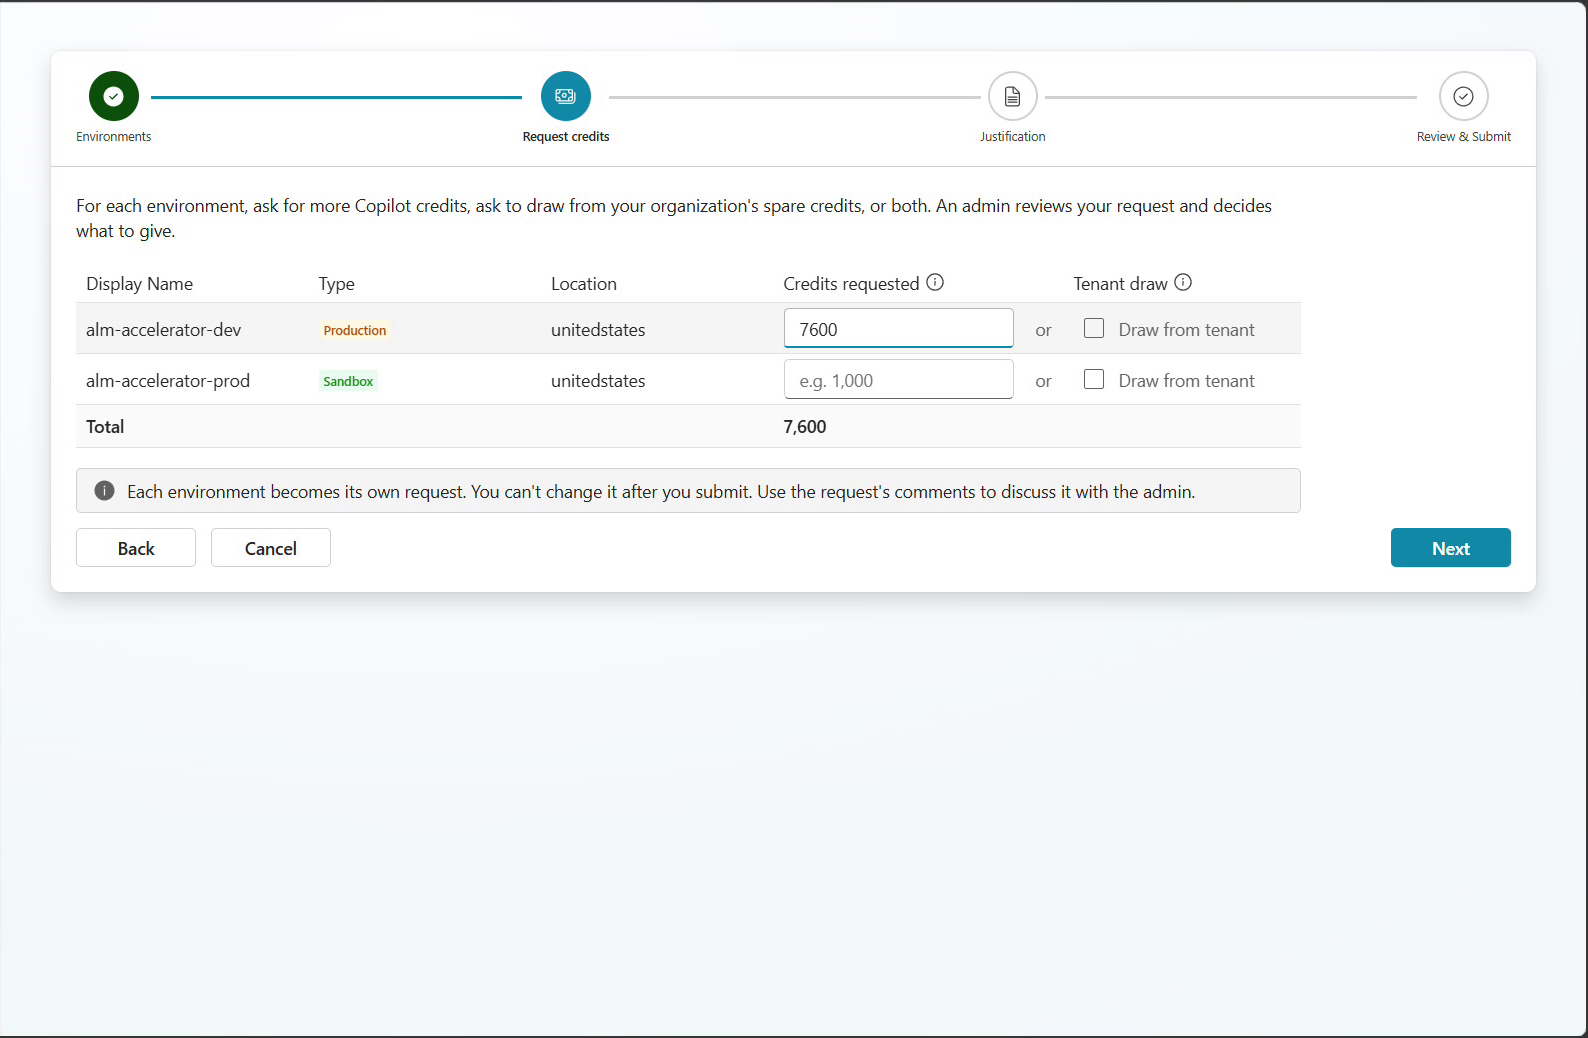 Environments
Request credits
Justification
Review & Submit
For each environment, ask for more Copilot credits, ask to draw from your organization's spare credits, or both. An admin reviews your request and decides
what to give.
Display Name Type Location Credits requested Tenant draw
alm-accelerator-dev Production unitedstates 7600 or Draw from tenant
alm-accelerator-prod Sandbox unitedstates e.g. 1,000 or Draw from tenant
Total 7,600
Each environment becomes its own request. You can't change it after you submit. Use the request's comments to discuss it with the admin.
Back Cancel Next